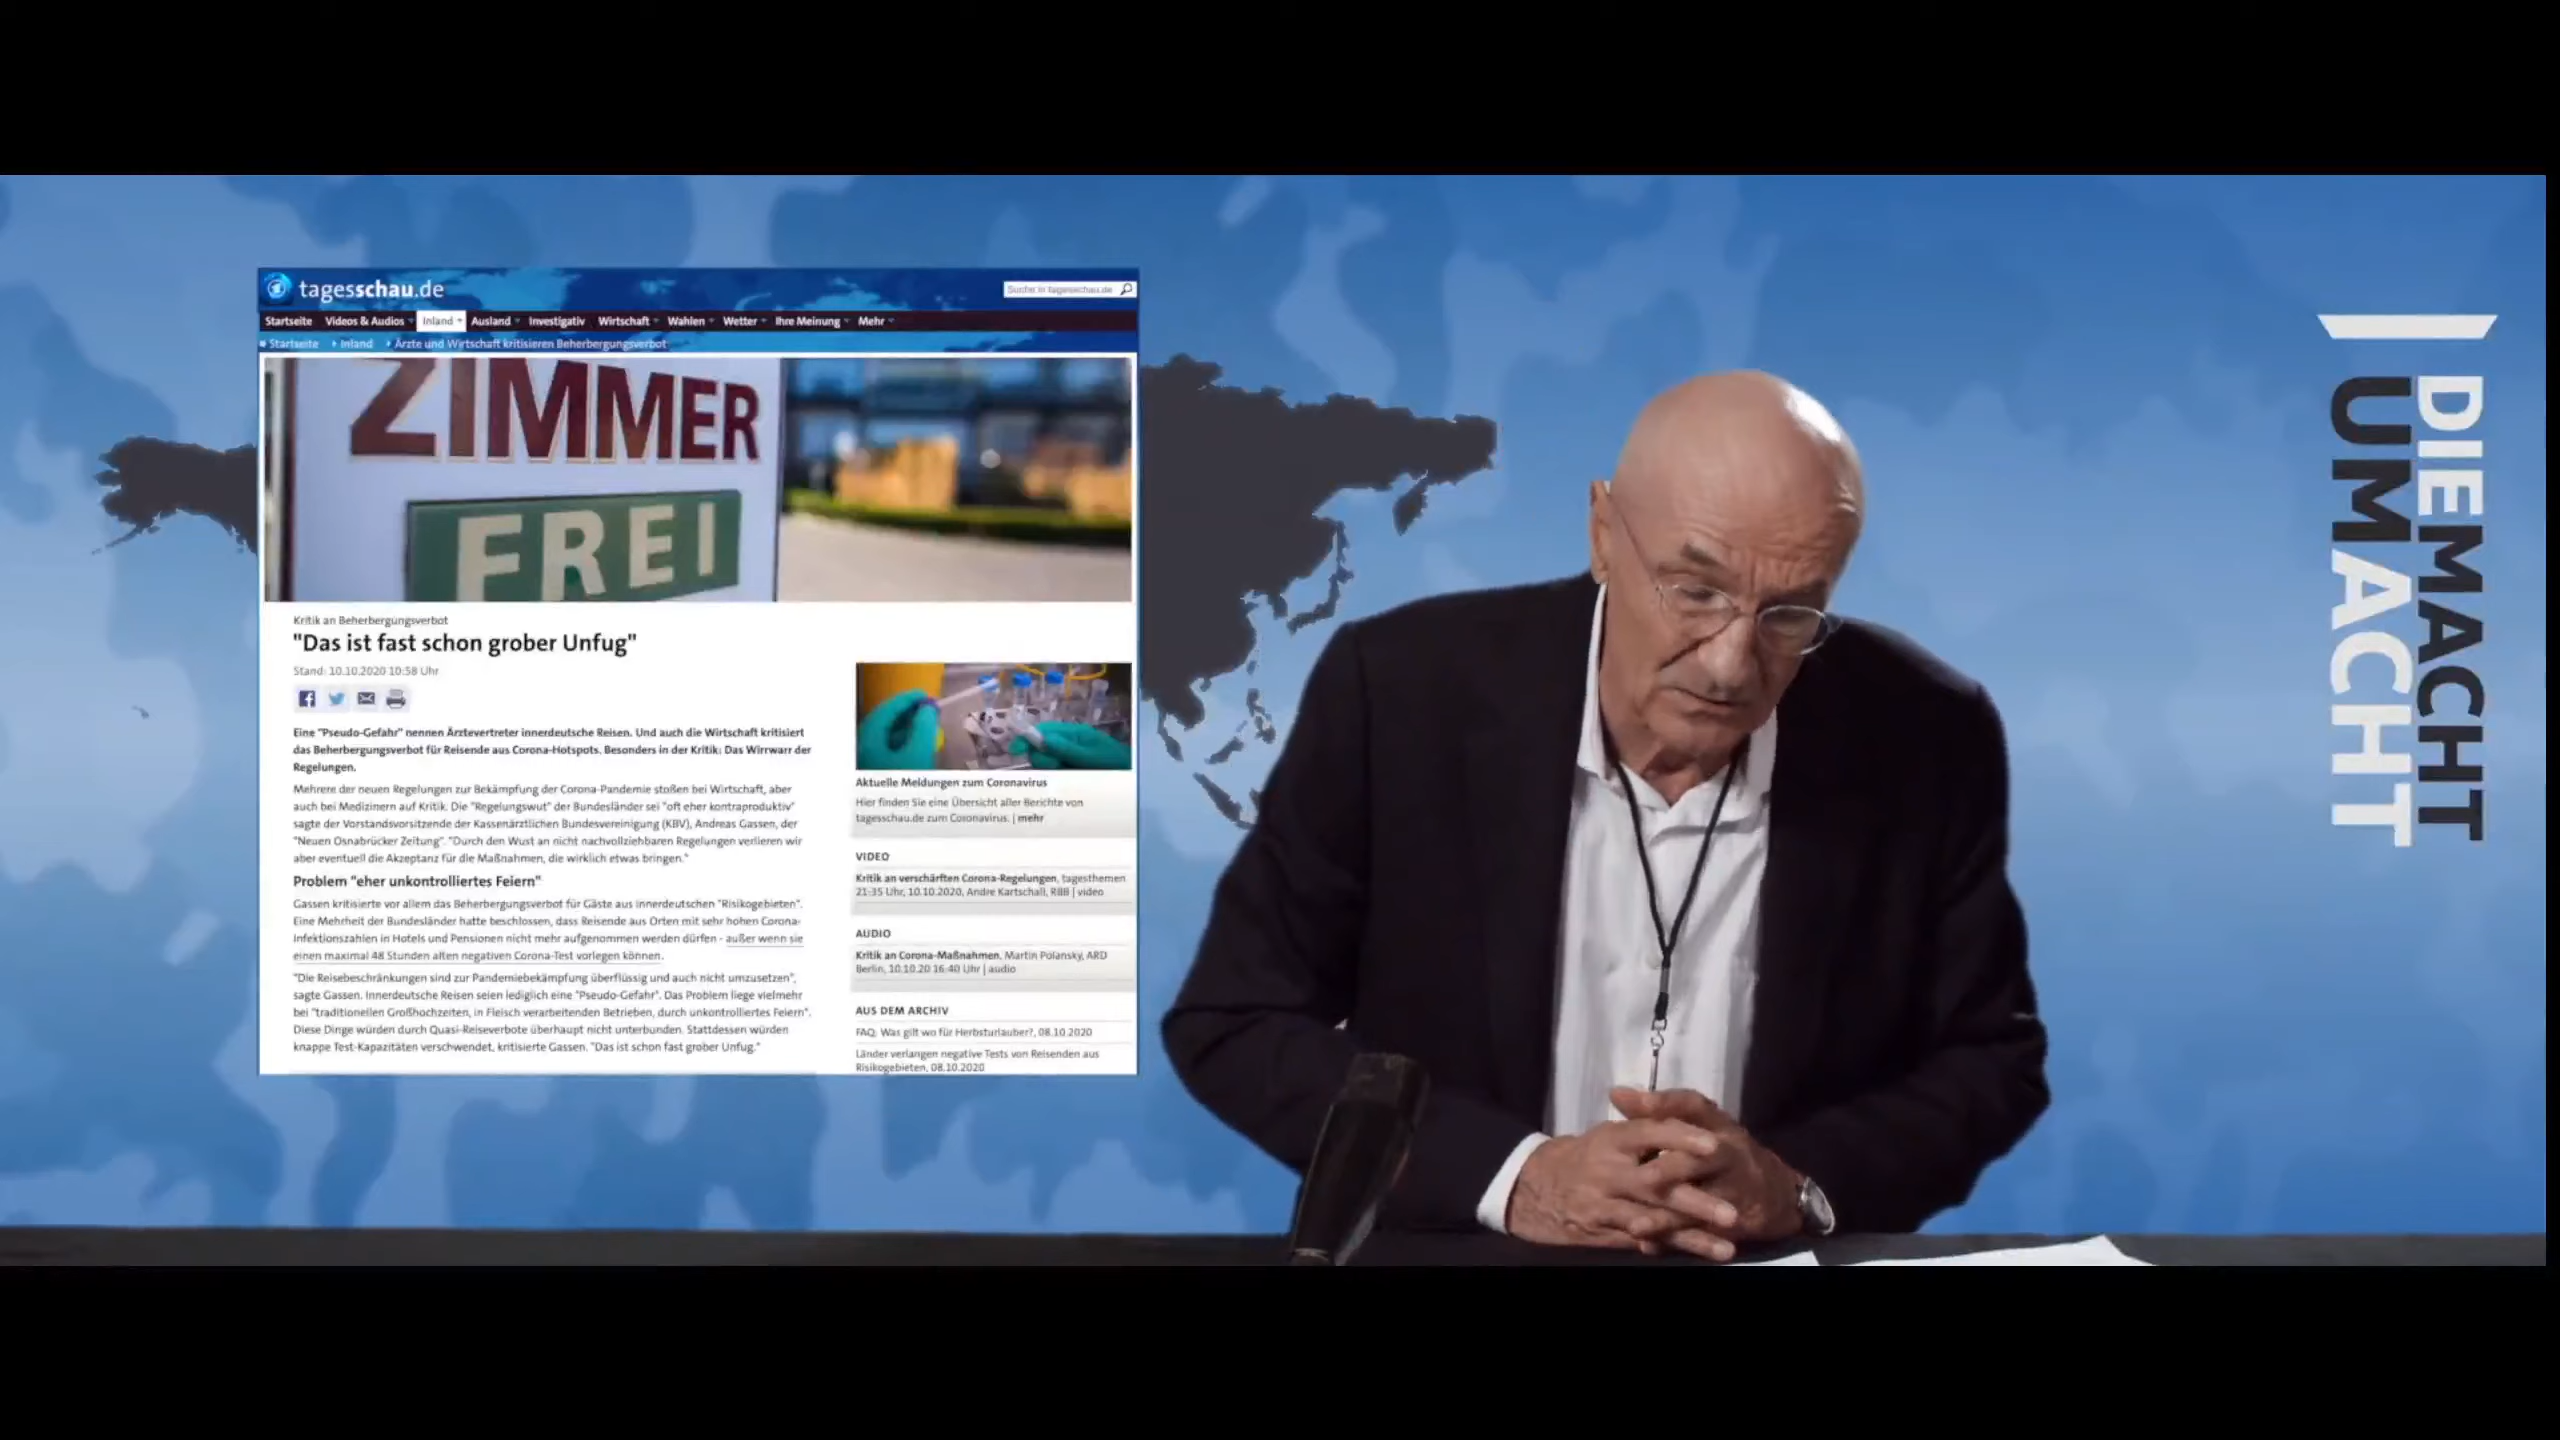 tagesschau.de
Suche in tagesschau.de
Startseite Videos & Audios Inland Ausland Investigativ Wirtschaft Wahlen Wetter Ihre Meinung Mehr
Startseite Inland Ärzte und Wirtschaft kritisieren Beherbergungsverbot
ZIMMER
FREI
Kritik an Beherbergungsverbot
"Das ist fast schon grober Unfug"
Stand: 10.10.2020 10:58 Uhr
Eine "Pseudo-Gefahr" nennen Ärztevertreter innerdeutsche Reisen. Und auch die Wirtschaft kritisiert
das Beherbergungsverbot für Reisende aus Corona-Hotspots. Besonders in der Kritik: Das Wirrwarr der
Regelungen.
Mehrere der neuen Regelungen zur Bekämpfung der Corona-Pandemie stoßen bei Wirtschaft, aber
auch bei Medizinern auf Kritik. Die "Regelungswut" der Bundesländer sei "oft eher kontraproduktiv"
sagte der Vorstandsvorsitzende der Kassenärztlichen Bundesvereinigung (KBV), Andreas Gassen, der
"Neuen Osnabrücker Zeitung". "Durch den Wust an nicht nachvollziehbaren Regelungen verlieren wir
aber eventuell die Akzeptanz für die Maßnahmen, die wirklich etwas bringen."
Problem "eher unkontrolliertes Feiern"
Gassen kritisierte vor allem das Beherbergungsverbot für Gäste aus innerdeutschen "Risikogebieten".
Eine Mehrheit der Bundesländer hatte beschlossen, dass Reisende aus Orten mit sehr hohen Corona-
Infektionszahlen in Hotels und Pensionen nicht mehr aufgenommen werden dürfen - außer wenn sie
einen maximal 48 Stunden alten negativen Corona-Test vorlegen können.
"Die Reisebeschränkungen sind zur Pandemiebekämpfung überflüssig und auch nicht umzusetzen",
sagte Gassen. Innerdeutsche Reisen seien lediglich eine "Pseudo-Gefahr". Das Problem liege vielmehr
bei "traditionellen Großhochzeiten, in Fleisch verarbeitenden Betrieben, durch unkontrolliertes Feiern".
Diese Dinge würden durch Quasi-Reiseverbote überhaupt nicht unterbunden. Stattdessen würden
knappe Test-Kapazitäten verschwendet, kritisierte Gassen. "Das ist schon fast grober Unfug."
Aktuelle Meldungen zum Coronavirus
Hier finden Sie eine Übersicht aller Berichte von
tagesschau.de zum Coronavirus. | mehr
VIDEO
Kritik an verschärften Corona-Regelungen, tagesthemen
21:35 Uhr, 10.10.2020, Andre Kartschall, RBB | video
AUDIO
Kritik an Corona-Maßnahmen, Martin Polansky, ARD
Berlin, 10.10.20 16:40 Uhr | audio
AUS DEM ARCHIV
FAQ: Was gilt wo für Herbsturlauber?, 08.10.2020
Länder verlangen negative Tests von Reisenden aus
Risikogebieten, 08.10.2020
DIEMACHT
UMACHT